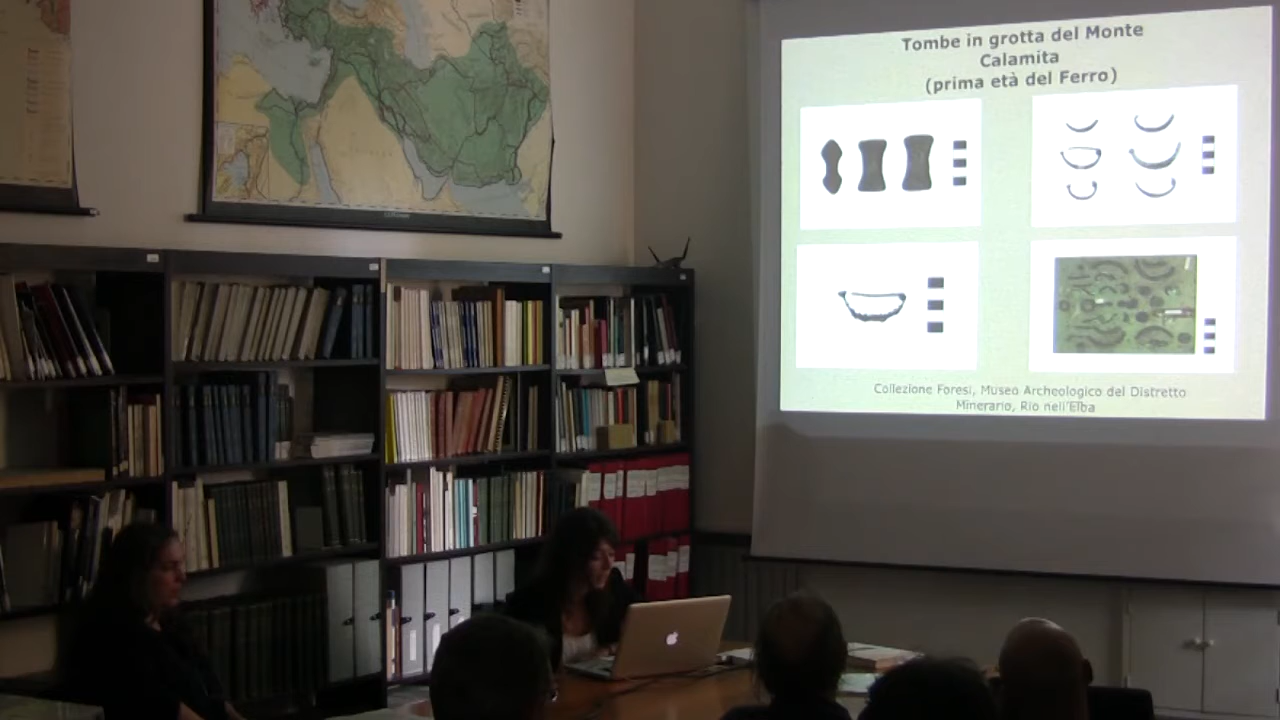 Tombe in grotta del Monte
Calamita
(prima età del Ferro)
Collezione Foresi, Museo Archeologico del Distretto
Minerario, Rio nell'Elba